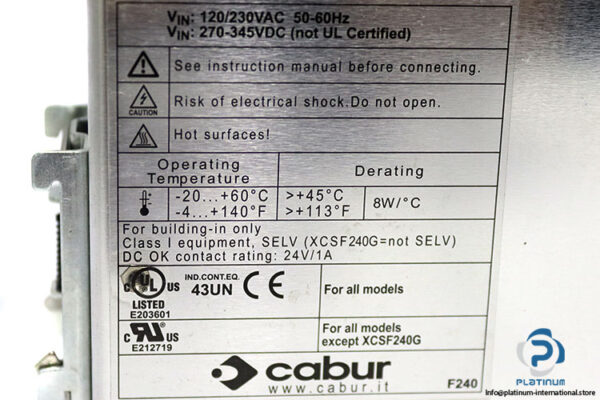 VIN: 120/230VAC 50-60Hz
VIN: 270-345VDC (not UL Certified)
See instruction manual before connecting.
CAUTION
Risk of electrical shock.Do not open.
Hot surfaces!
Operating Temperature
Derating
-20...+60°C
-4...+140°F
>+45°C
>+113°F
8W/°C
For building-in only
Class I equipment, SELV (XCSF240G=not SELV)
DC OK contact rating: 24V/1A
C UL US
LISTED
E203601
IND.CONT.EQ.
43UN
CE
For all models
C RU US
E212719
For all models
except XCSF240G
cabur
www.cabur.it
F240
PLATINUM
INTERNATIONAL
Info@platinum-international.store